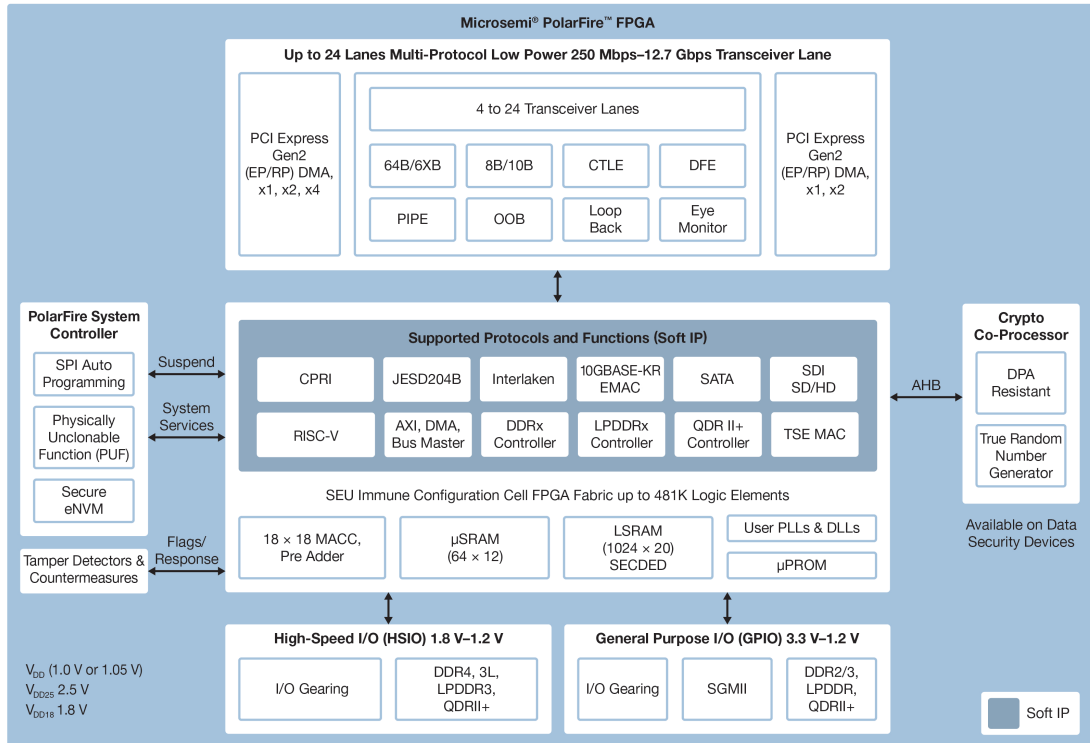 Microsemi® PolarFire™ FPGA
Up to 24 Lanes Multi-Protocol Low Power 250 Mbps–12.7 Gbps Transceiver Lane
PCI Express
Gen2
(EP/RP) DMA,
x1, x2, x4
4 to 24 Transceiver Lanes
64B/6XB
8B/10B
CTLE
DFE
PIPE
OOB
Loop
Back
Eye
Monitor
PCI Express
Gen2
(EP/RP) DMA,
x1, x2
PolarFire System
Controller
SPI Auto
Programming
Physically
Unclonable
Function (PUF)
Secure
eNVM
Tamper Detectors &
Countermeasures
Suspend
System
Services
Flags/
Response
Supported Protocols and Functions (Soft IP)
CPRI
JESD204B
Interlaken
10GBASE-KR
EMAC
SATA
SDI
SD/HD
RISC-V
AXI, DMA,
Bus Master
DDRx
Controller
LPDDRx
Controller
QDR II+
Controller
TSE MAC
SEU Immune Configuration Cell FPGA Fabric up to 481K Logic Elements
18 × 18 MACC,
Pre Adder
µSRAM
(64 × 12)
LSRAM
(1024 × 20)
SECDED
User PLLs & DLLs
µPROM
AHB
Crypto
Co-Processor
DPA
Resistant
True Random
Number
Generator
Available on Data
Security Devices
High-Speed I/O (HSIO) 1.8 V–1.2 V
I/O Gearing
DDR4, 3L,
LPDDR3,
QDRII+
General Purpose I/O (GPIO) 3.3 V–1.2 V
I/O Gearing
SGMII
DDR2/3,
LPDDR,
QDRII+
VDD (1.0 V or 1.05 V)
VDD25 2.5 V
VDD18 1.8 V
Soft IP